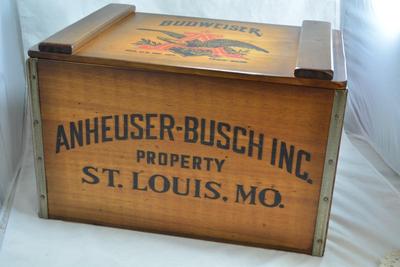 BUDWEISER
ANHEUSER-BUSCH INC.
PROPERTY
ST. LOUIS, MO.